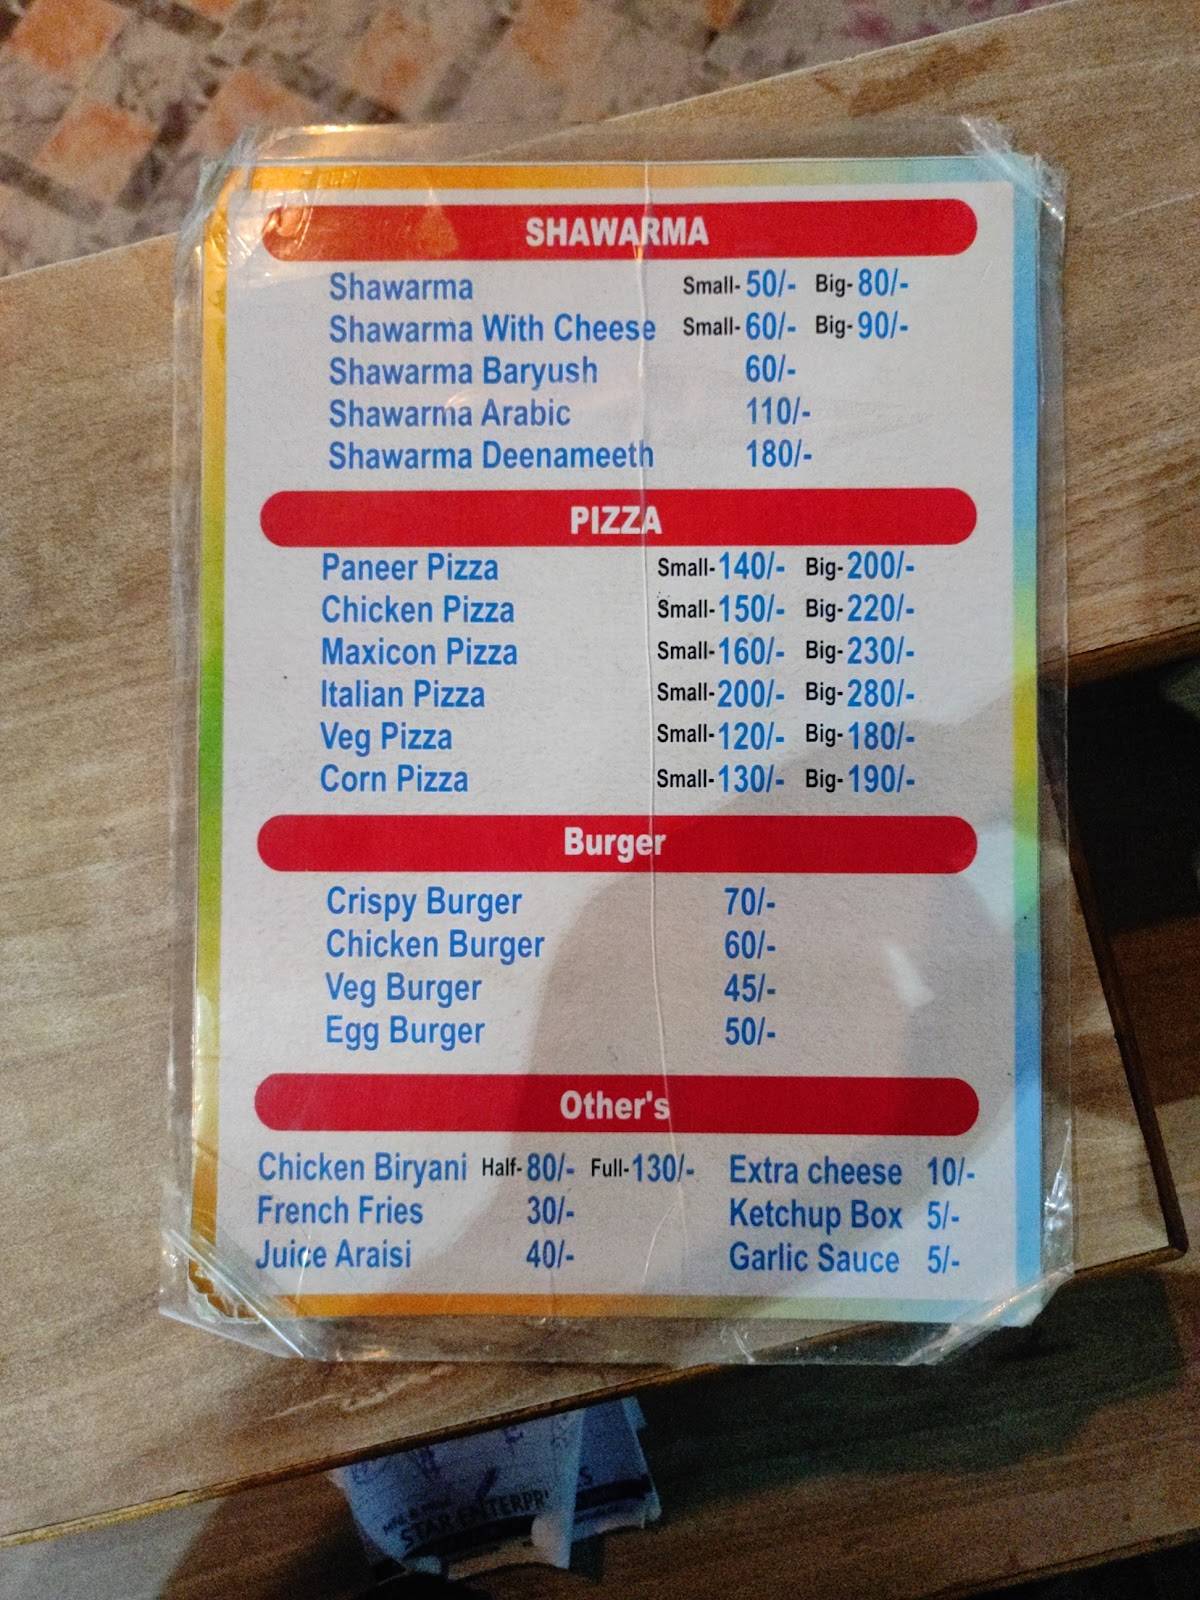 SHAWARMA
Shawarma Small- 50/- Big- 80/-
Shawarma With Cheese Small- 60/- Big- 90/-
Shawarma Baryush 60/-
Shawarma Arabic 110/-
Shawarma Deenameeth 180/-
PIZZA
Paneer Pizza Small- 140/- Big- 200/-
Chicken Pizza Small- 150/- Big- 220/-
Maxicon Pizza Small- 160/- Big- 230/-
Italian Pizza Small- 200/- Big- 280/-
Veg Pizza Small- 120/- Big- 180/-
Corn Pizza Small- 130/- Big- 190/-
Burger
Crispy Burger 70/-
Chicken Burger 60/-
Veg Burger 45/-
Egg Burger 50/-
Other's
Chicken Biryani Half- 80/- Full- 130/- Extra cheese 10/-
French Fries 30/- Ketchup Box 5/-
Juice Araisi 40/- Garlic Sauce 5/-
STAR ENTERPR